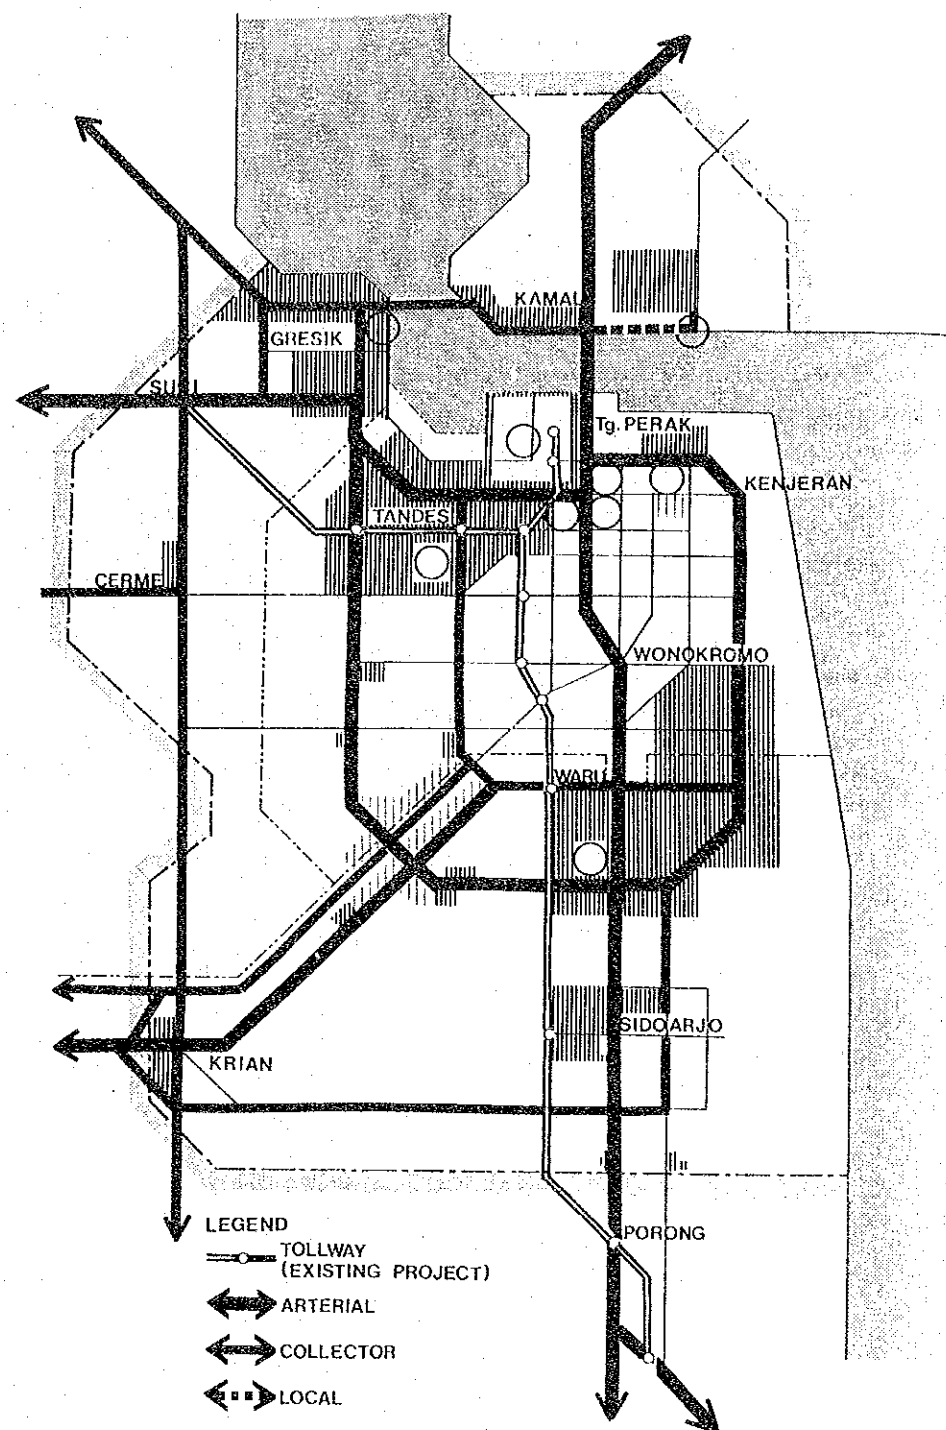 KAMAL
GRESIK
SURI
Tg. PERAK
KENJERAN
TANDES
CERME
WONOKROMO
WARU
SIDOARJO
KRIAN
PORONG
LEGEND
TOLLWAY
(EXISTING PROJECT)
ARTERIAL
COLLECTOR
LOCAL